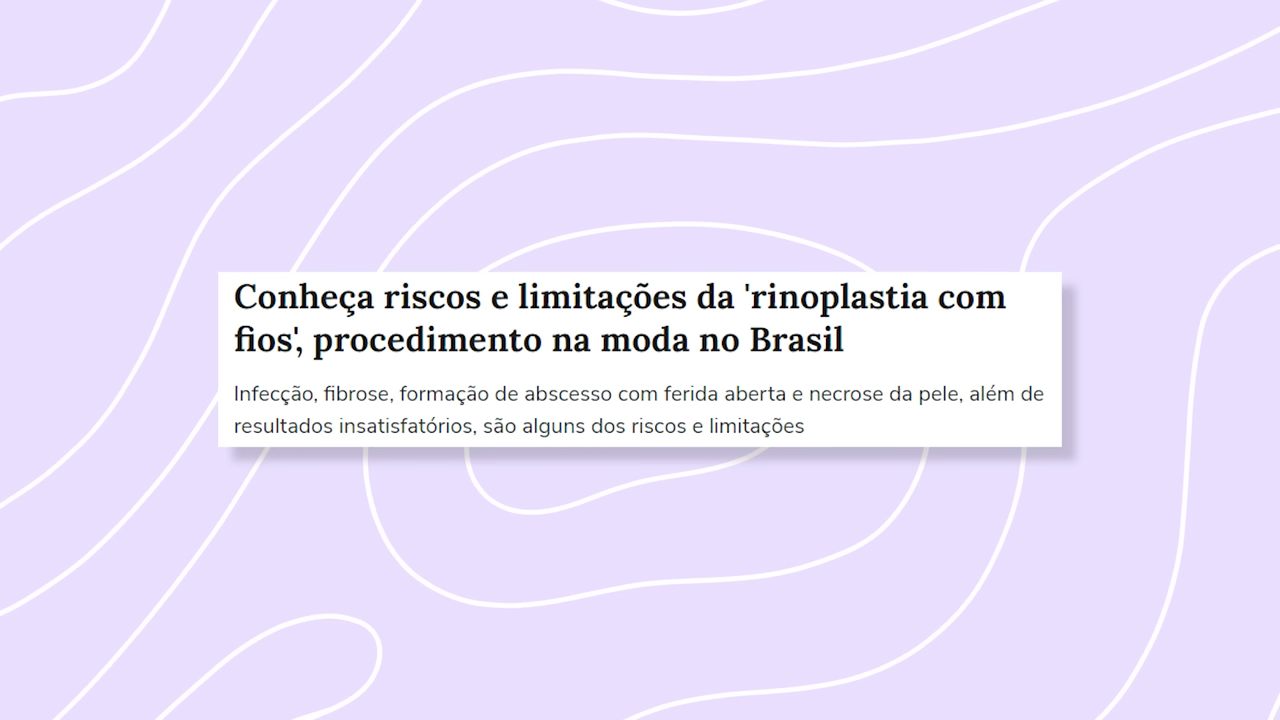 Conheça riscos e limitações da 'rinoplastia com
fios', procedimento na moda no Brasil
Infecção, fibrose, formação de abscesso com ferida aberta e necrose da pele, além de
resultados insatisfatórios, são alguns dos riscos e limitações